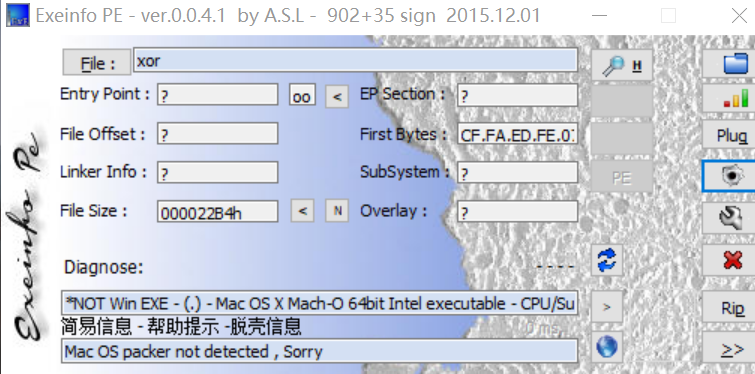 Exeinfo PE - ver.0.0.4.1 by A.S.L - 902+35 sign 2015.12.01
File : xor H
Entry Point : ? oo < EP Section : ?
File Offset : ? First Bytes : CF.FA.ED.FE.0 Plug
Linker Info : ? SubSystem : ? PE
File Size : 000022B4h < N Overlay : ?
Exeinfo Pe
Diagnose: ----
*NOT Win EXE - (.) - Mac OS X Mach-O 64bit Intel executable - CPU/Su > Rip
简易信息 - 帮助提示 -脱壳信息 0 ms
Mac OS packer not detected , Sorry >>